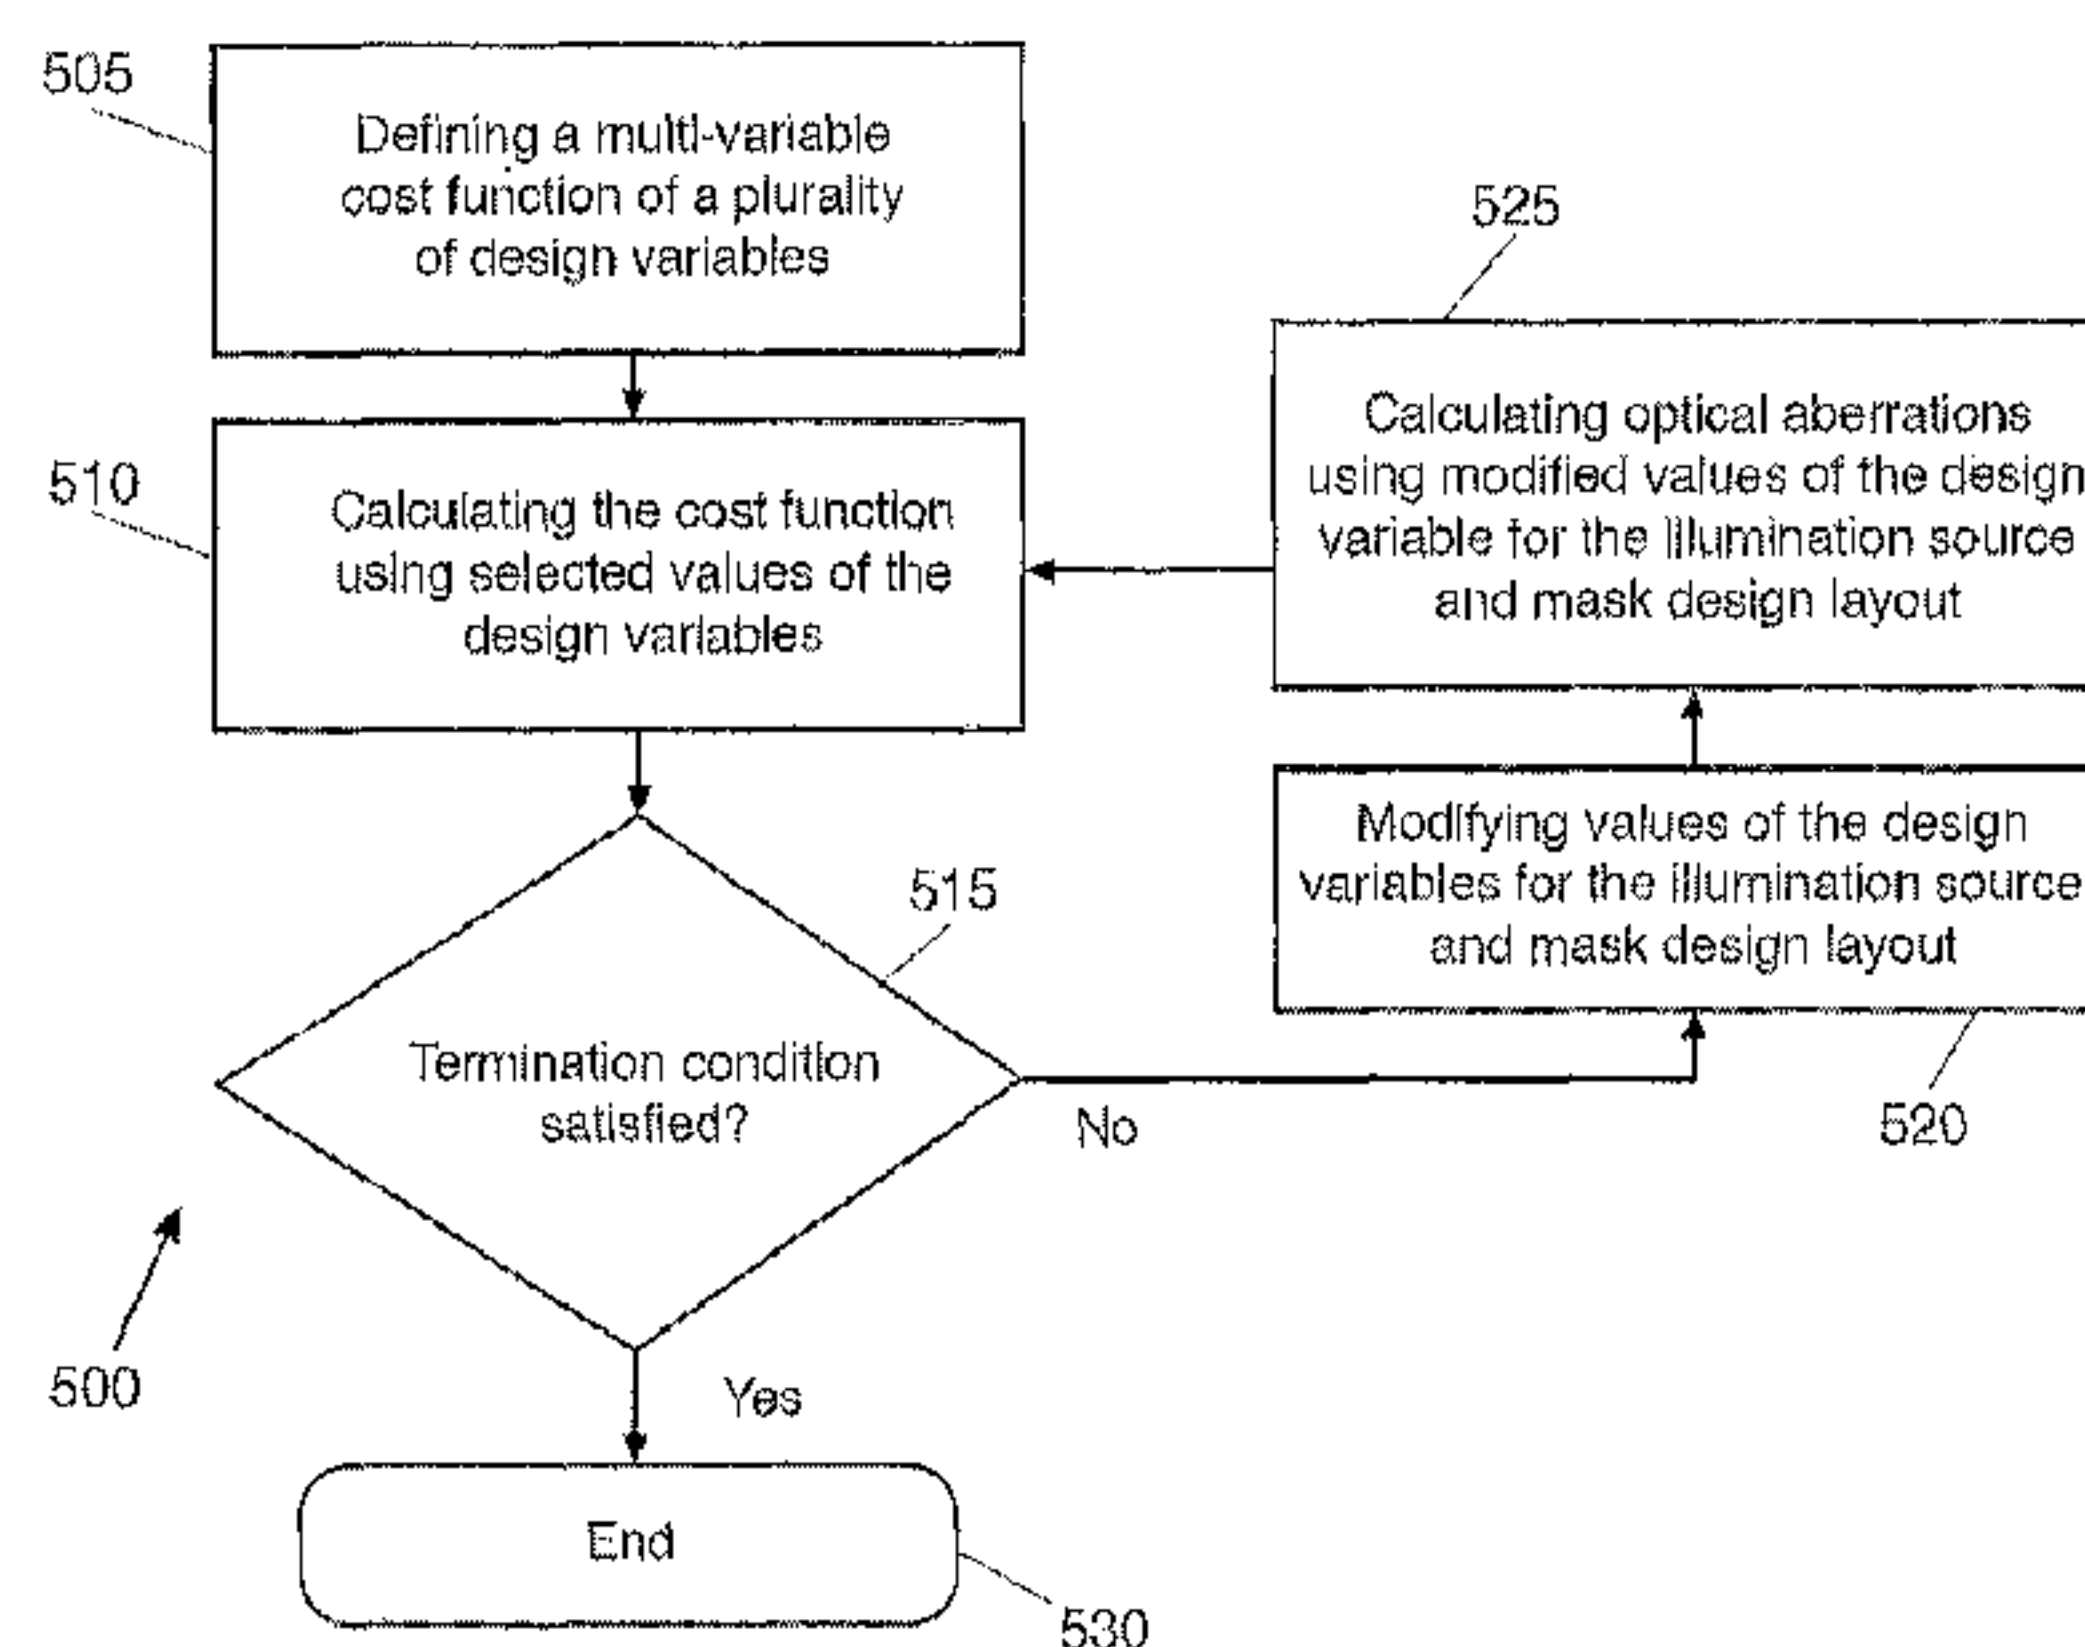 505
Defining a multi-variable
cost function of a plurality
of design variables
510
Calculating the cost function
using selected values of the
design variables
515
Termination condition
satisfied?
No
Yes
End
530
500
525
Calculating optical aberrations
using modified values of the design
variable for the illumination source
and mask design layout
Modifying values of the design
variables for the illumination source
and mask design layout
520